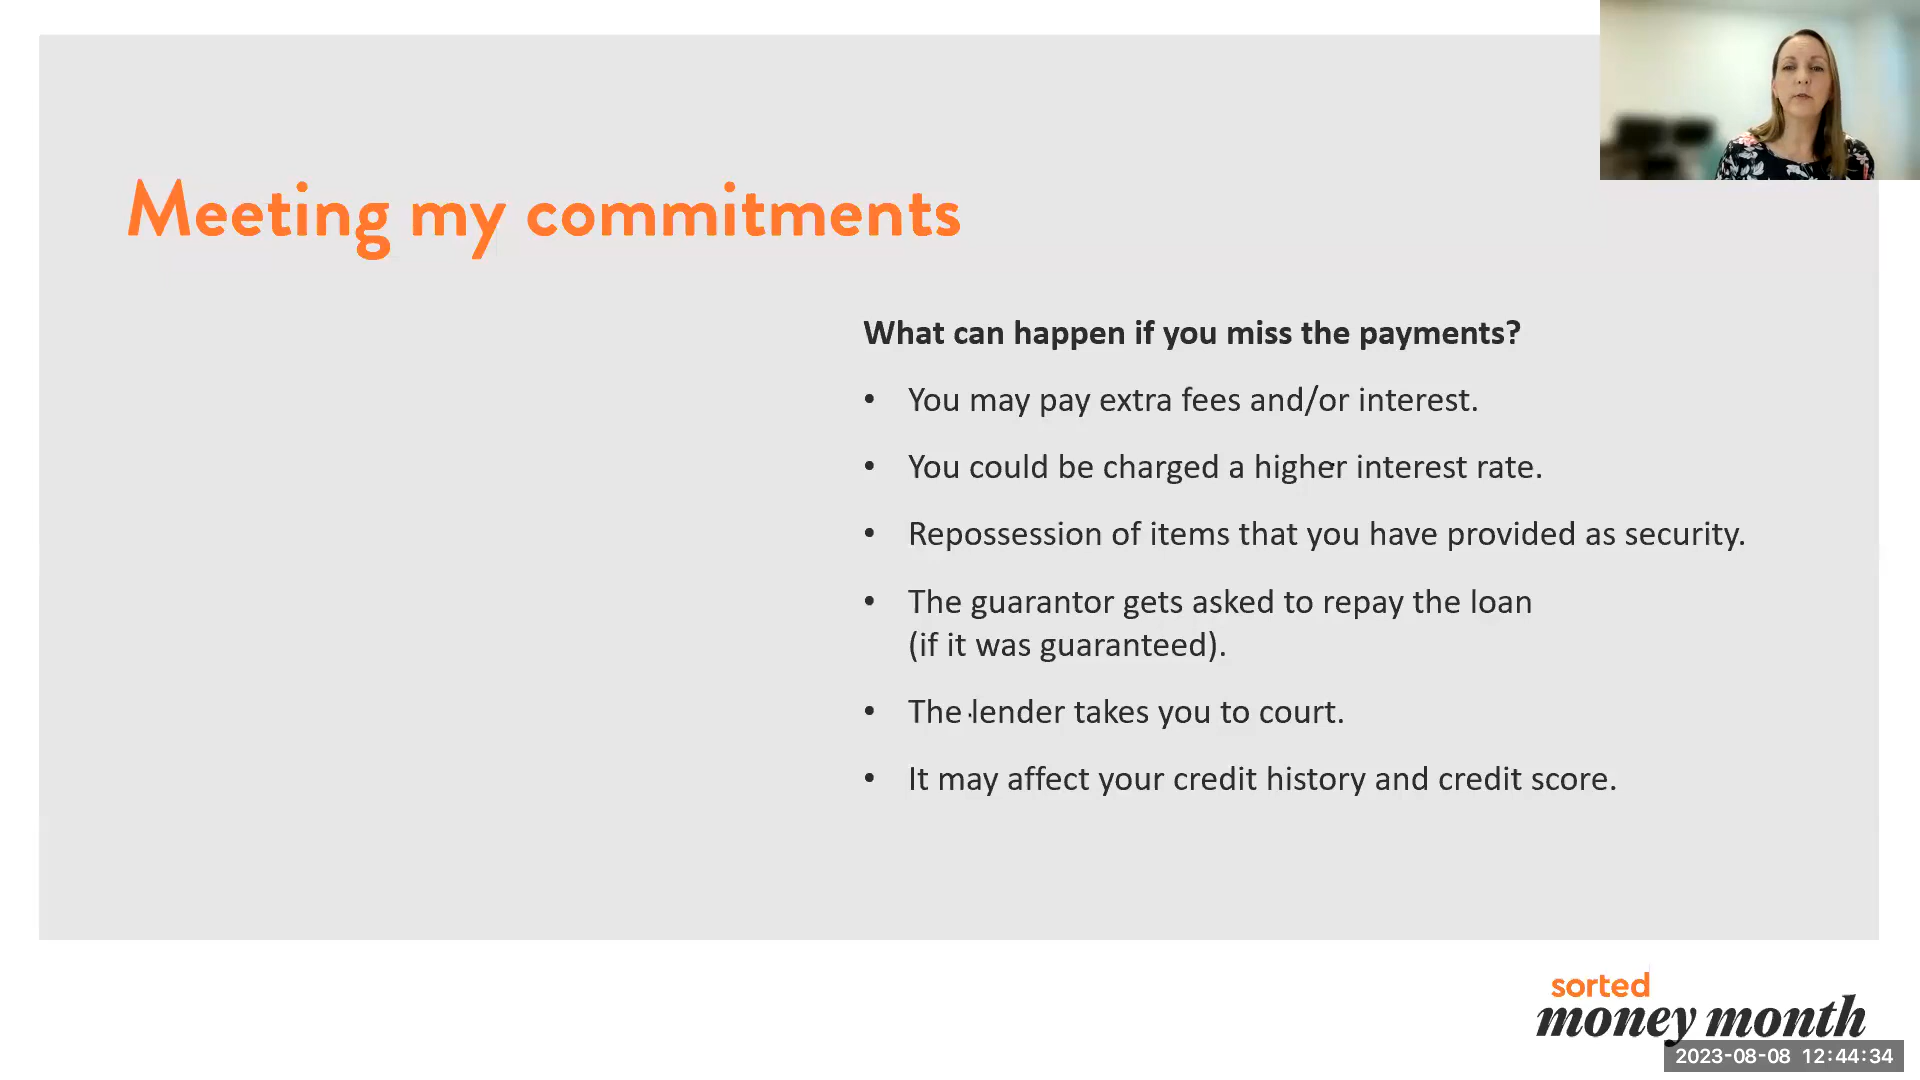 Meeting my commitments
What can happen if you miss the payments?
• You may pay extra fees and/or interest.
• You could be charged a higher interest rate.
• Repossession of items that you have provided as security.
• The guarantor gets asked to repay the loan
(if it was guaranteed).
• The lender takes you to court.
• It may affect your credit history and credit score.
sorted
money month
2023-08-08 12:44:34